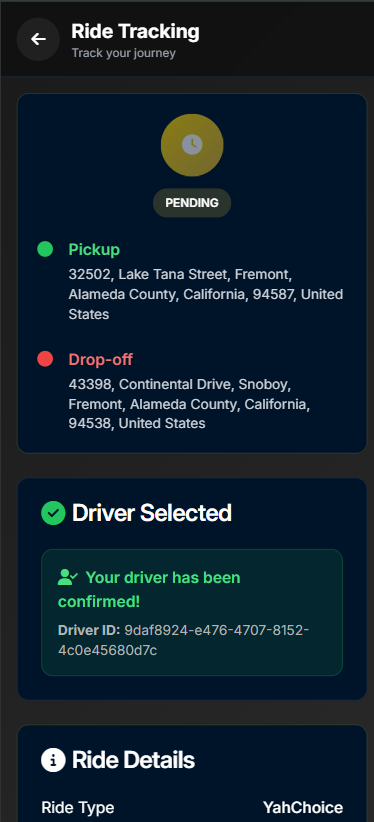 Ride Tracking
Track your journey
PENDING
Pickup
32502, Lake Tana Street, Fremont,
Alameda County, California, 94587, United
States
Drop-off
43398, Continental Drive, Snoboy,
Fremont, Alameda County, California,
94538, United States
Driver Selected
Your driver has been
confirmed!
Driver ID: 9daf8924-e476-4707-8152-
4c0e45680d7c
Ride Details
Ride Type YahChoice